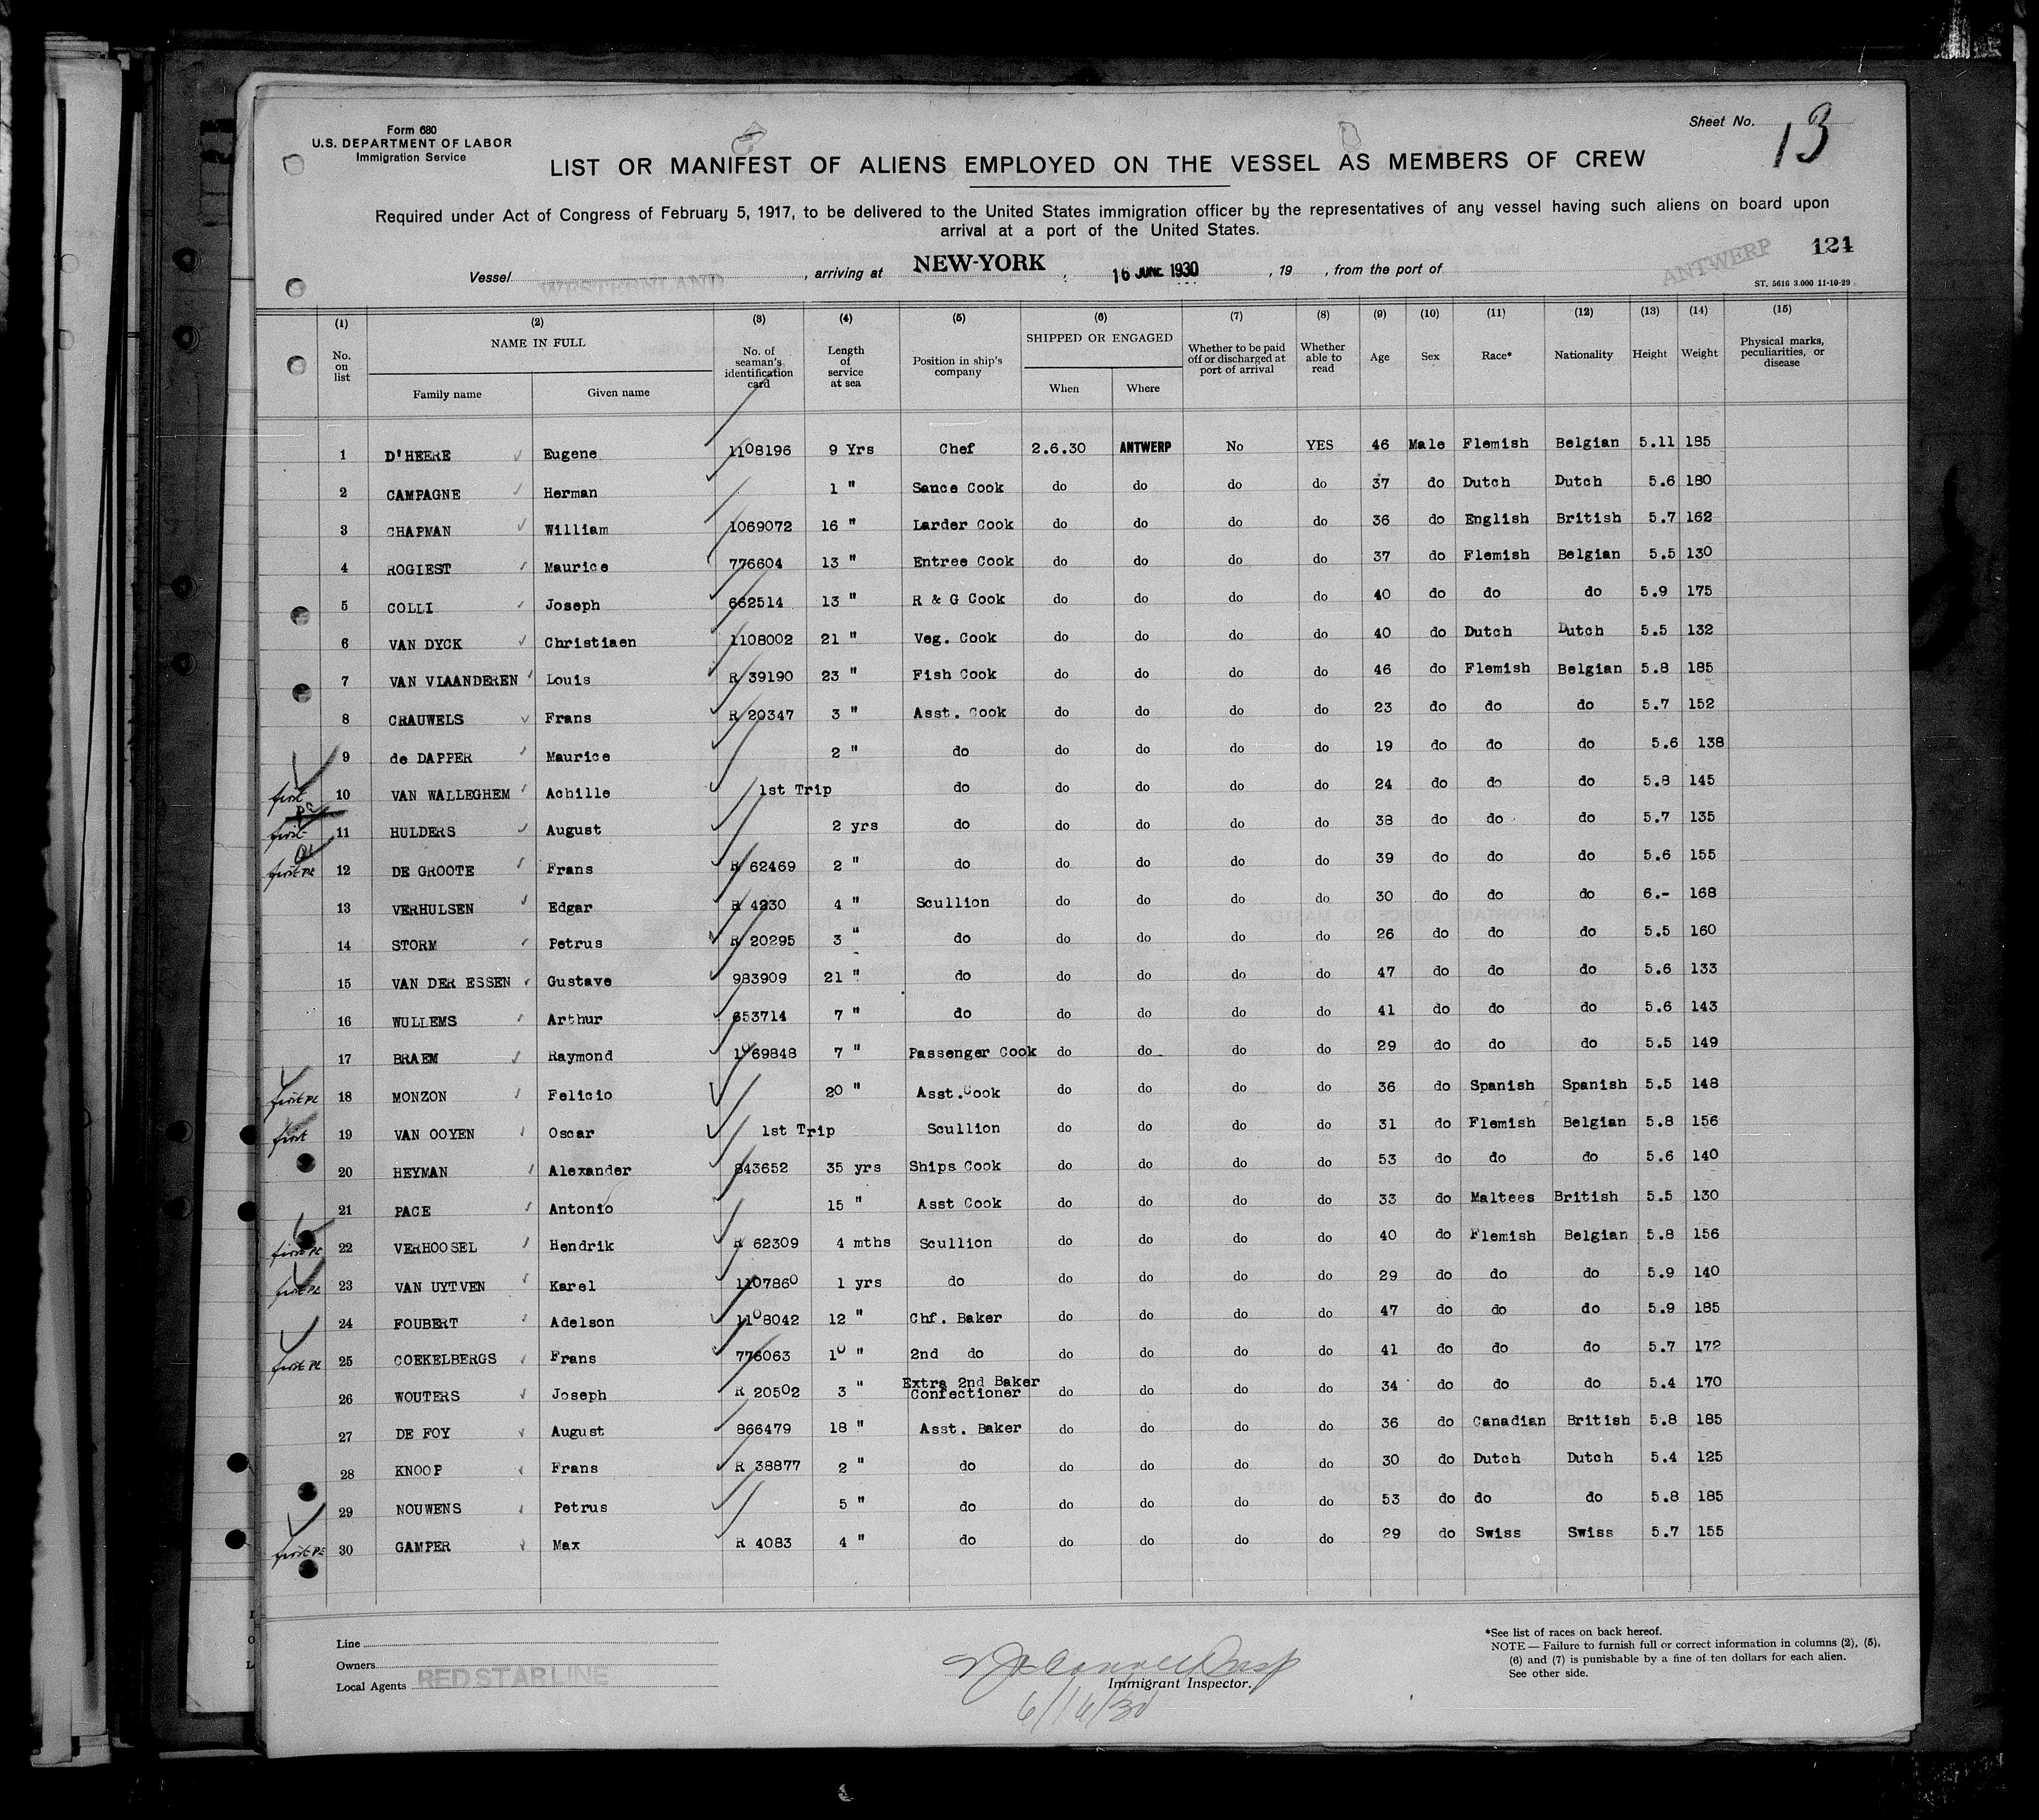 Form 680
U.S. DEPARTMENT OF LABOR
Immigration Service
Sheet No. 13
LIST OR MANIFEST OF ALIENS EMPLOYED ON THE VESSEL AS MEMBERS OF CREW
Required under Act of Congress of February 5, 1917, to be delivered to the United States immigration officer by the representatives of any vessel having such aliens on board upon
arrival at a port of the United States.
Vessel WESTERNLAND, arriving at NEW-YORK, 16 JUNE 1930, 19 , from the port of ANTWERP 121
ST. 5616 3.000 11-10-29
(1) (2) (3) (4) (5) (6) (7) (8) (9) (10) (11) (12) (13) (14) (15)
No. on list NAME IN FULL Family name Given name No. of seaman's identification card Length of service at sea Position in ship's company SHIPPED OR ENGAGED When Where Whether to be paid off or discharged at port of arrival Whether able to read Age Sex Race* Nationality Height Weight Physical marks, peculiarities, or disease
1 D'HEERE Eugene 1108196 9 Yrs Chef 2.6.30 ANTWERP No YES 46 Male Flemish Belgian 5.11 185
2 CAMPAGNE Herman 1 " Sauce Cook do do do do 37 do Dutch Dutch 5.6 180
3 CHAPMAN William 1069072 16 " Larder Cook do do do do 36 do English British 5.7 162
4 ROGIEST Maurice 776604 13 " Entree Cook do do do do 37 do Flemish Belgian 5.5 130
5 COLLI Joseph 662514 13 " R & G Cook do do do do 40 do do do 5.9 175
6 VAN DYCK Christiaen 1108002 21 " Veg. Cook do do do do 40 do Dutch Dutch 5.5 132
7 VAN VLAANDEREN Louis R 39190 23 " Fish Cook do do do do 46 do Flemish Belgian 5.8 185
8 CRAUWELS Frans R 20347 3 " Asst. Cook do do do do 23 do do do 5.7 152
9 de DAPPER Maurice 2 " do do do do do 19 do do do 5.6 138
first 10 VAN WALLEGHEM Achille 1st Trip do do do do do 24 do do do 5.8 145
first 11 HULDERS August 2 yrs do do do do do 38 do do do 5.7 135
first PE 12 DE GROOTE Frans R 62469 2 " do do do do do 39 do do do 5.6 155
13 VERHULSEN Edgar R 4230 4 " Scullion do do do do 30 do do do 6.- 168
14 STORM Petrus R 20295 3 " do do do do do 26 do do do 5.5 160
15 VAN DER ESSEN Gustave 983909 21 " do do do do do 47 do do do 5.6 133
16 WULLEMS Arthur 653714 7 " do do do do do 41 do do do 5.6 143
17 BRAEM Raymond 1069848 7 " Passenger Cook do do do do 29 do do do 5.5 149
first PE 18 MONZON Felicio 20 " Asst.Cook do do do do 36 do Spanish Spanish 5.5 148
first 19 VAN OOYEN Oscar 1st Trip Scullion do do do do 31 do Flemish Belgian 5.8 156
20 HEYMAN Alexander 843652 35 yrs Ships Cook do do do do 53 do do do 5.6 140
21 PACE Antonio 15 " Asst Cook do do do do 33 do Maltees British 5.5 130
first PE 22 VERHOOSEL Hendrik R 62309 4 mths Scullion do do do do 40 do Flemish Belgian 5.8 156
first PE 23 VAN UYTVEN Karel 1107860 1 yrs do do do do do 29 do do do 5.9 140
24 FOUBERT Adelson 1108042 12 " Chf. Baker do do do do 47 do do do 5.9 185
first PE 25 COEKELBERGS Frans 776063 10 " 2nd do do do do do 41 do do do 5.7 172
26 WOUTERS Joseph R 20502 3 " Extra 2nd Baker Confectioner do do do do 34 do do do 5.4 170
27 DE FOY August 866479 18 " Asst. Baker do do do do 36 do Canadian British 5.8 185
28 KNOOP Frans R 38877 2 " do do do do do 30 do Dutch Dutch 5.4 125
29 NOUWENS Petrus 5 " do do do do do 53 do do do 5.8 185
first PE 30 GAMPER Max R 4083 4 " do do do do do 29 do Swiss Swiss 5.7 155
Line
Owners
Local Agents RED STAR LINE
Immigrant Inspector.
6/16/30
*See list of races on back hereof.
NOTE — Failure to furnish full or correct information in columns (2), (5),
(6) and (7) is punishable by a fine of ten dollars for each alien.
See other side.